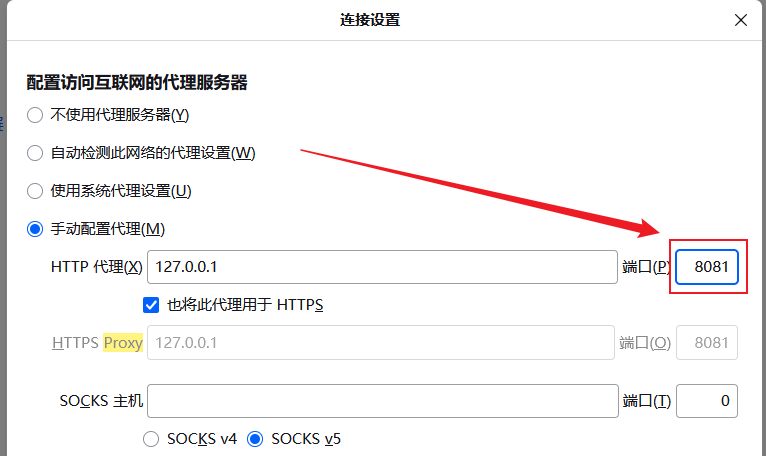 连接设置
配置访问互联网的代理服务器
不使用代理服务器(Y)
自动检测此网络的代理设置(W)
使用系统代理设置(U)
手动配置代理(M)
HTTP 代理(X) 127.0.0.1 端口(P) 8081
也将此代理用于 HTTPS
HTTPS Proxy 127.0.0.1 端口(O) 8081
SOCKS 主机 端口(T) 0
SOCKS v4 SOCKS v5